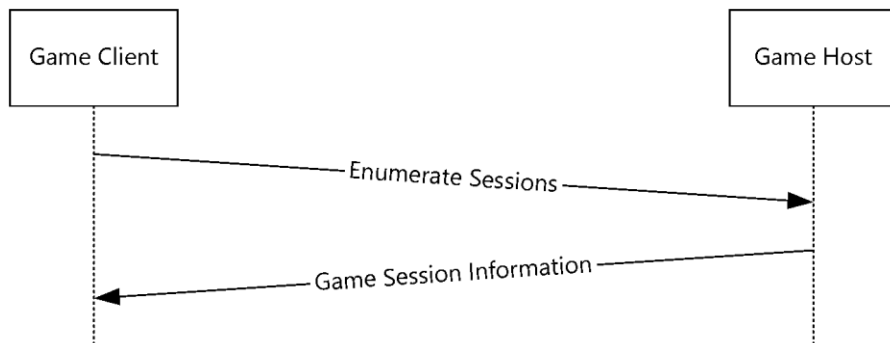 Game Client
Game Host
Enumerate Sessions
Game Session Information